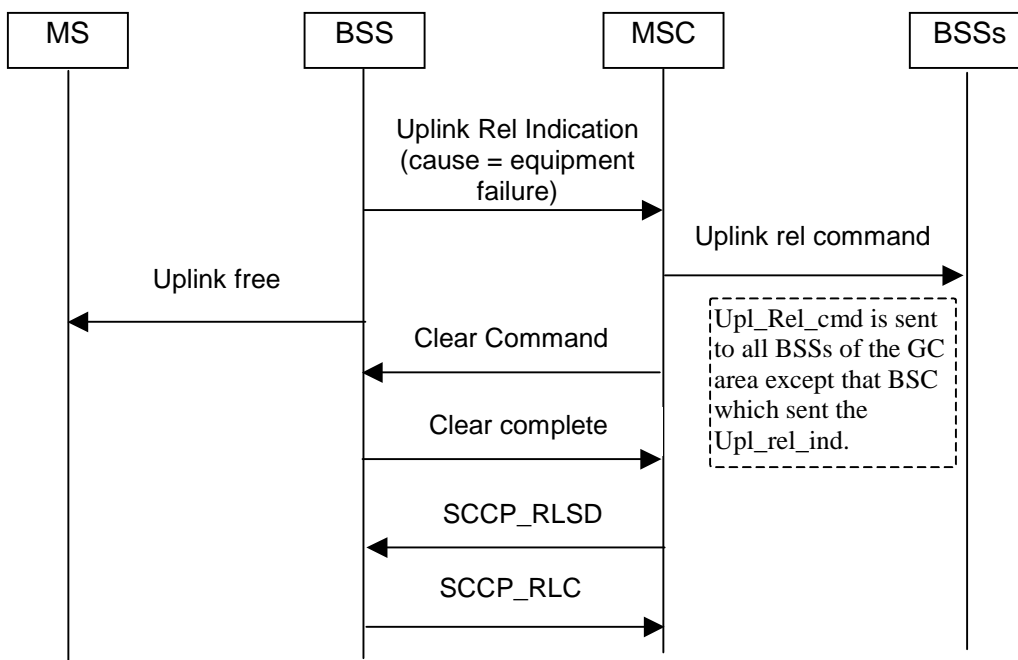 MS
BSS
MSC
BSSs
Uplink Rel Indication
(cause = equipment
failure)
Uplink rel command
Uplink free
Upl_Rel_cmd is sent
to all BSSs of the GC
area except that BSC
which sent the
Upl_rel_ind.
Clear Command
Clear complete
SCCP_RLSD
SCCP_RLC